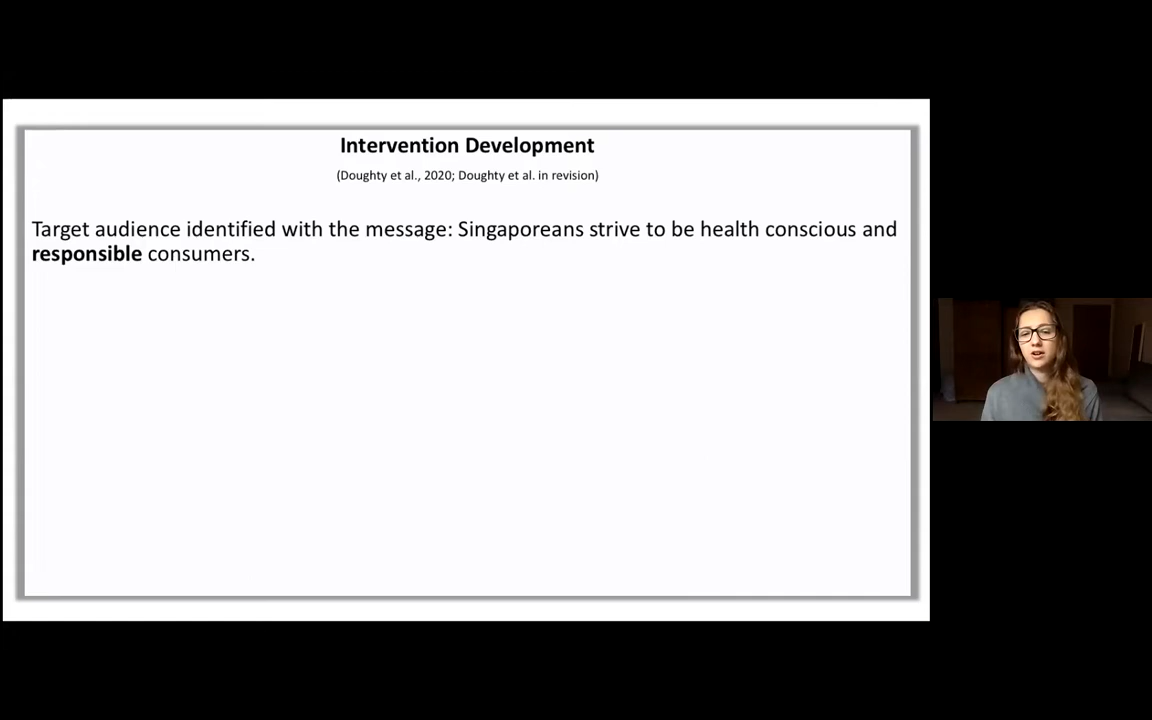 Intervention Development
(Doughty et al., 2020; Doughty et al. in revision)
Target audience identified with the message: Singaporeans strive to be health conscious and
responsible consumers.